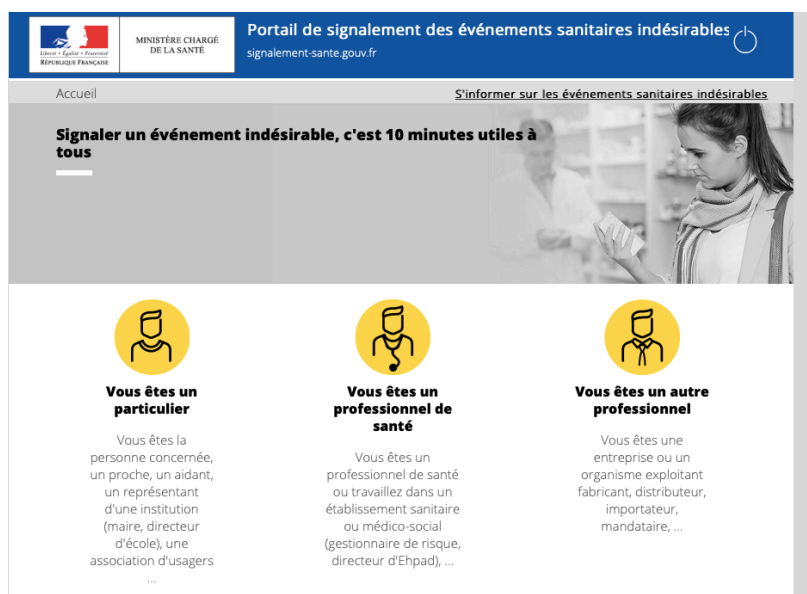 Liberté • Égalité • Fraternité
RÉPUBLIQUE FRANÇAISE
MINISTÈRE CHARGÉ
DE LA SANTÉ
Portail de signalement des événements sanitaires indésirables
signalement-sante.gouv.fr
Accueil
S'informer sur les événements sanitaires indésirables
Signaler un événement indésirable, c'est 10 minutes utiles à
tous
Vous êtes un
particulier
Vous êtes la
personne concernée,
un proche, un aidant,
un représentant
d'une institution
(maire, directeur
d'école), une
association d'usagers
...
Vous êtes un
professionnel de
santé
Vous êtes un
professionnel de santé
ou travaillez dans un
établissement sanitaire
ou médico-social
(gestionnaire de risque,
directeur d'Ehpad), ...
Vous êtes un autre
professionnel
Vous êtes une
entreprise ou un
organisme exploitant
fabricant, distributeur,
importateur,
mandataire, ...